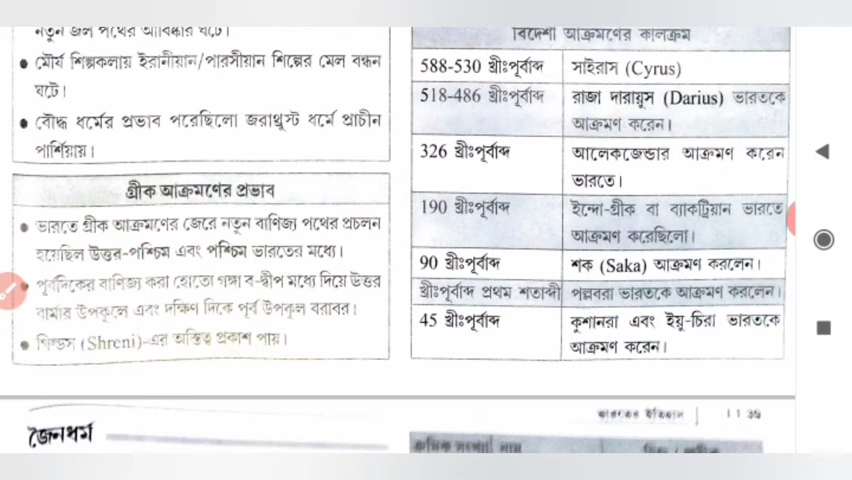 নতুন জল পথের আবিষ্কার ঘটে।
• মৌর্য শিল্পকলায় ইরানীয়ান/পারসীয়ান শিল্পের মেল বন্ধন
ঘটে।
• বৌদ্ধ ধর্মের প্রভাব পরেছিলো জরাথুস্ট ধর্মে প্রাচীন
পার্শিয়ায়।
গ্রীক আক্রমণের প্রভাব
• ভারতে গ্রীক আক্রমণের জেরে নতুন বাণিজ্য পথের প্রচলন
হয়েছিল উত্তর-পশ্চিম এবং পশ্চিম ভারতের মধ্যে।
• পূর্বদিকের বাণিজ্য করা হোতো গঙ্গা ব-দ্বীপ মধ্যে দিয়ে উত্তর
বার্মার উপকূলে এবং দক্ষিণ দিকে পূর্ব উপকূল বরাবর।
• গিল্ডস (Shreni)-এর অস্তিত্ব প্রকাশ পায়।
বিদেশী আক্রমণের কালক্রম
588-530 খ্রীঃপূর্বাব্দ সাইরাস (Cyrus)
518-486 খ্রীঃপূর্বাব্দ রাজা দারায়ুস (Darius) ভারতকে
আক্রমণ করেন।
326 খ্রীঃপূর্বাব্দ আলেকজেন্ডার আক্রমণ করেন
ভারতে।
190 খ্রীঃপূর্বাব্দ ইন্দো-গ্রীক বা ব্যাকট্রিয়ান ভারতে
আক্রমণ করেছিলো।
90 খ্রীঃপূর্বাব্দ শক (Saka) আক্রমণ করলেন।
খ্রীঃপূর্বাব্দ প্রথম শতাব্দী পল্লবরা ভারতকে আক্রমণ করলেন।
45 খ্রীঃপূর্বাব্দ কুশানরা এবং ইয়ু-চিরা ভারতকে
আক্রমণ করেন।
ভারতের ইতিহাস
জৈনধর্ম
ক্রমিক সংখ্যা নাম